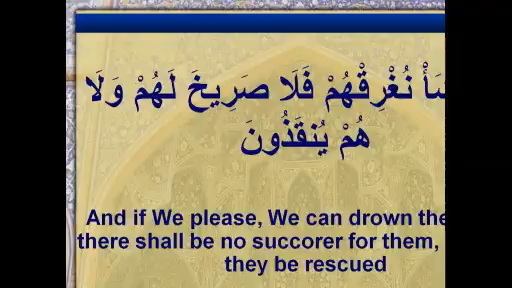 نُغْرِقْهُمْ فَلَا صَرِيخَ لَهُمْ وَلَا
هُمْ يُنقَذُونَ
And if We please, We can drown
there shall be no succorer for them,
they be rescued